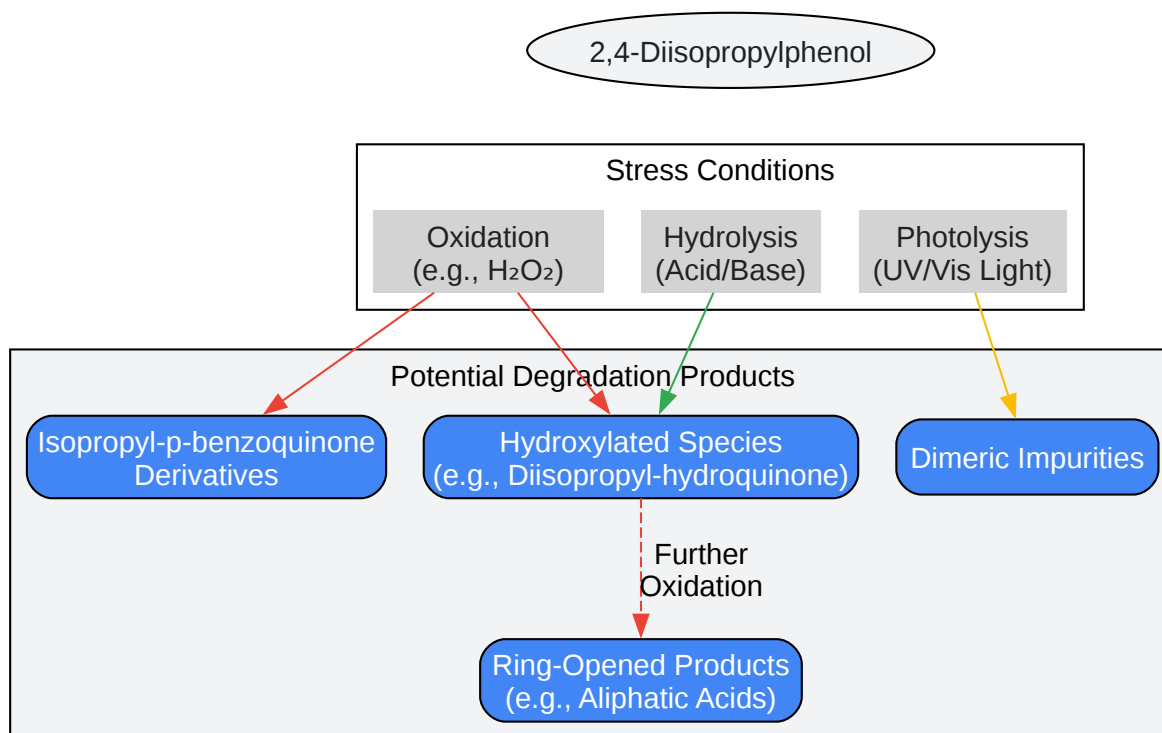 2,4-Diisopropylphenol
Stress Conditions
Oxidation
(e.g., H₂O₂)
Hydrolysis
(Acid/Base)
Photolysis
(UV/Vis Light)
Potential Degradation Products
Isopropyl-p-benzoquinone
Derivatives
Hydroxylated Species
(e.g., Diisopropyl-hydroquinone)
Dimeric Impurities
Further
Oxidation
Ring-Opened Products
(e.g., Aliphatic Acids)